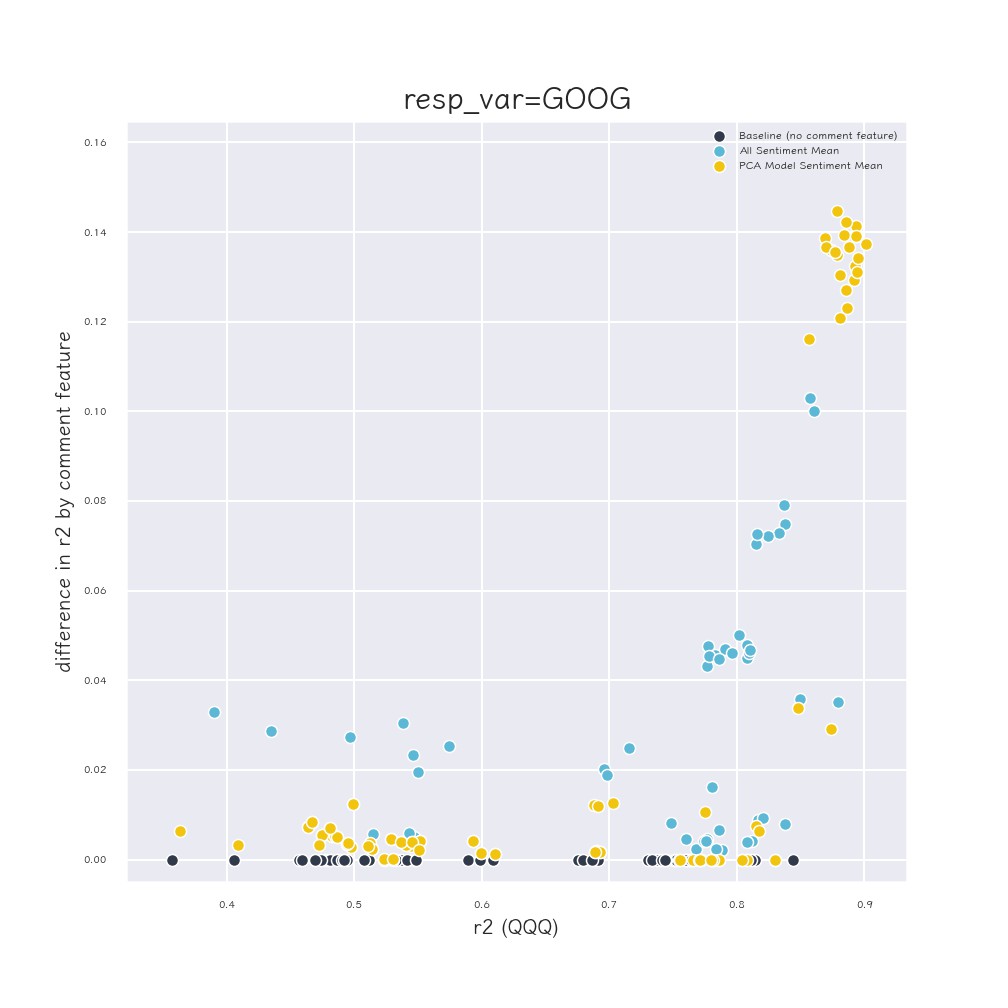 resp_var=GOOG
Baseline (no comment feature)
All Sentiment Mean
PCA Model Sentiment Mean
0.16
0.14
0.12
0.10
0.08
0.06
0.04
0.02
0.00
difference in r2 by comment feature
0.4 0.5 0.6 0.7 0.8 0.9
r2 (QQQ)